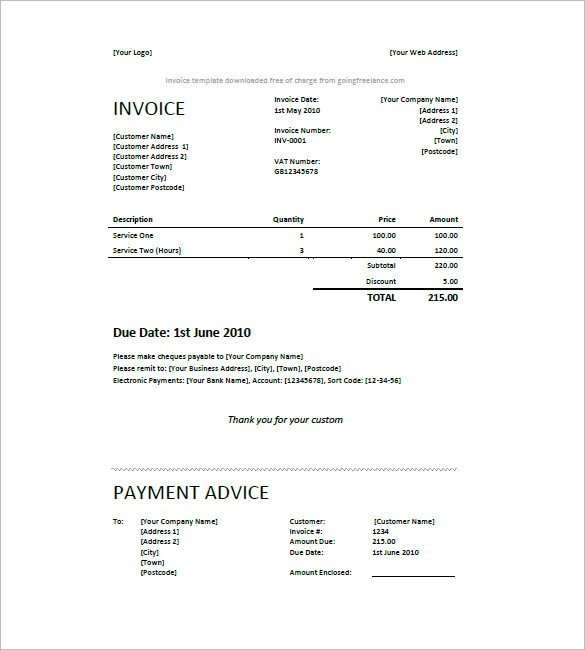 [Your Logo] [Your Web Address]
Invoice template downloaded free of charge from goingfreelance.com
INVOICE
[Customer Name]
[Customer Address 1]
[Customer Address 2]
[Customer Town]
[Customer City]
[Customer Postcode]
Invoice Date:
1st May 2010
Invoice Number:
INV-0001
VAT Number:
GB12345678
[Your Company Name]
[Address 1]
[Address 2]
[City]
[Town]
[Postcode]
Description Quantity Price Amount
Service One 1 100.00 100.00
Service Two (Hours) 3 40.00 120.00
Subtotal 220.00
Discount 5.00
TOTAL 215.00
Due Date: 1st June 2010
Please make cheques payable to [Your Company Name]
Please remit to: [Your Business Address], [City], [Town], [Postcode]
Electronic Payments: [Your Bank Name], Account: [12345678], Sort Code: [12-34-56]
Thank you for your custom
PAYMENT ADVICE
To: [Your Company Name]
[Address 1]
[Address 2]
[City]
[Town]
[Postcode]
Customer: [Customer Name]
Invoice #: 1234
Amount Due: 215.00
Due Date: 1st June 2010
Amount Enclosed: